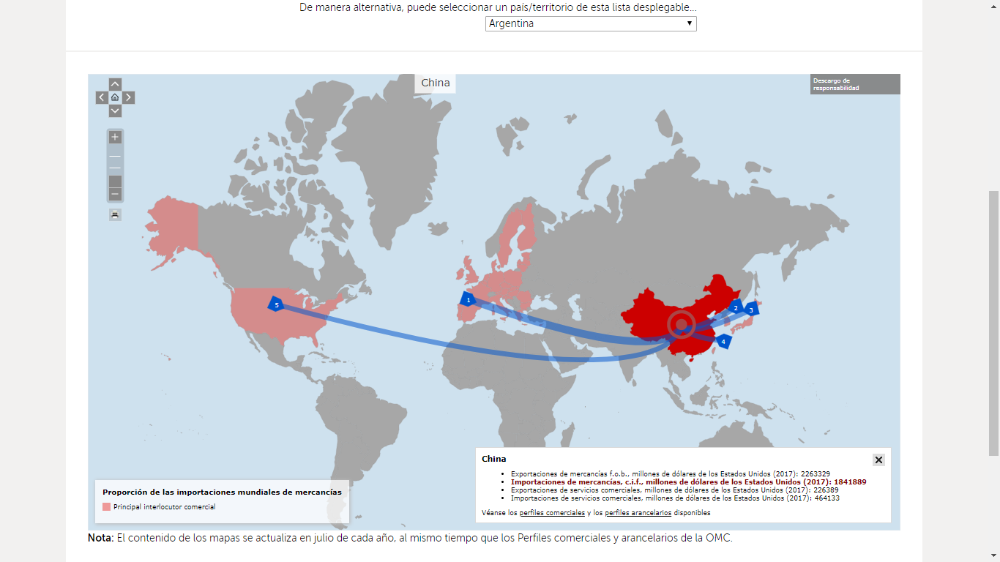 De manera alternativa, puede seleccionar un país/territorio de esta lista desplegable...
Argentina
China
Descargo de
responsabilidad
5
1
2
3
4
China
Exportaciones de mercancías f.o.b., millones de dólares de los Estados Unidos (2017): 2263329
Importaciones de mercancías, c.i.f., millones de dólares de los Estados Unidos (2017): 1841889
Exportaciones de servicios comerciales, millones de dólares de los Estados Unidos (2017): 226389
Importaciones de servicios comerciales, millones de dólares de los Estados Unidos (2017): 464133
Véanse los perfiles comerciales y los perfiles arancelarios disponibles
Proporción de las importaciones mundiales de mercancías
Principal interlocutor comercial
Nota: El contenido de los mapas se actualiza en julio de cada año, al mismo tiempo que los Perfiles comerciales y arancelarios de la OMC.